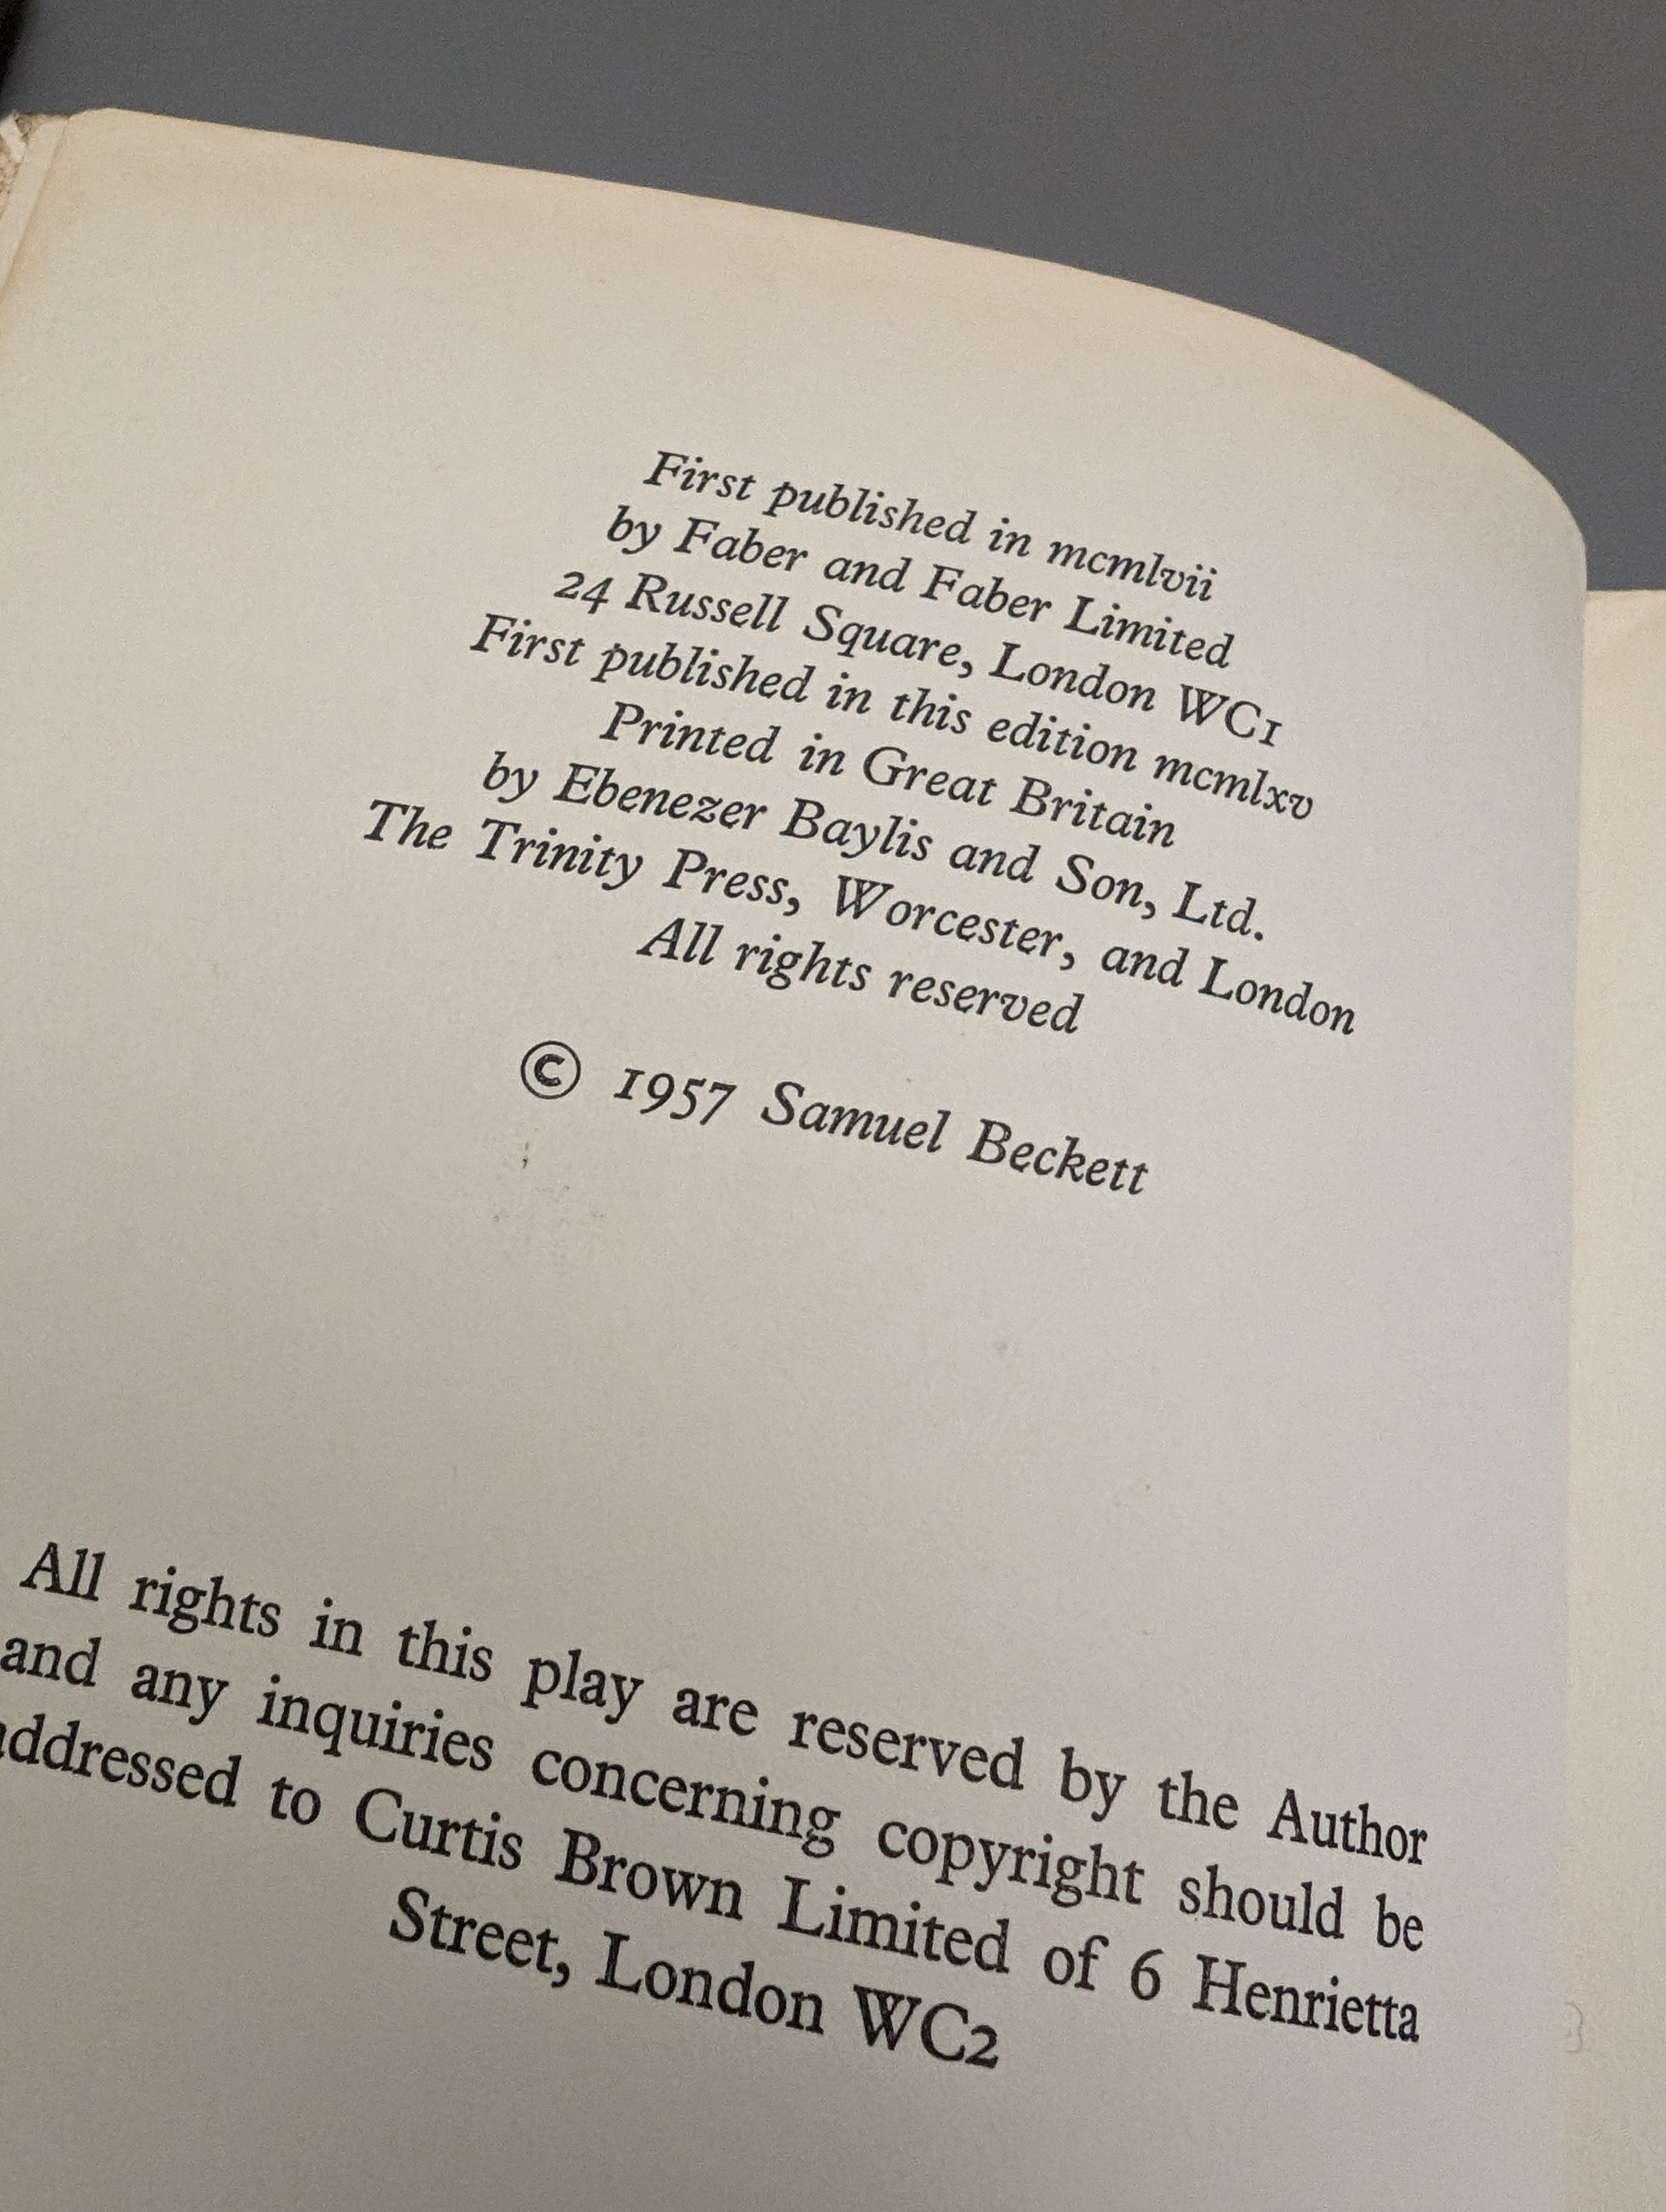 First published in mcmlvii
by Faber and Faber Limited
24 Russell Square, London WC1
First published in this edition mcmlxv
Printed in Great Britain
by Ebenezer Baylis and Son, Ltd.
The Trinity Press, Worcester, and London
All rights reserved
© 1957 Samuel Beckett
All rights in this play are reserved by the Author
and any inquiries concerning copyright should be
addressed to Curtis Brown Limited of 6 Henrietta
Street, London WC2